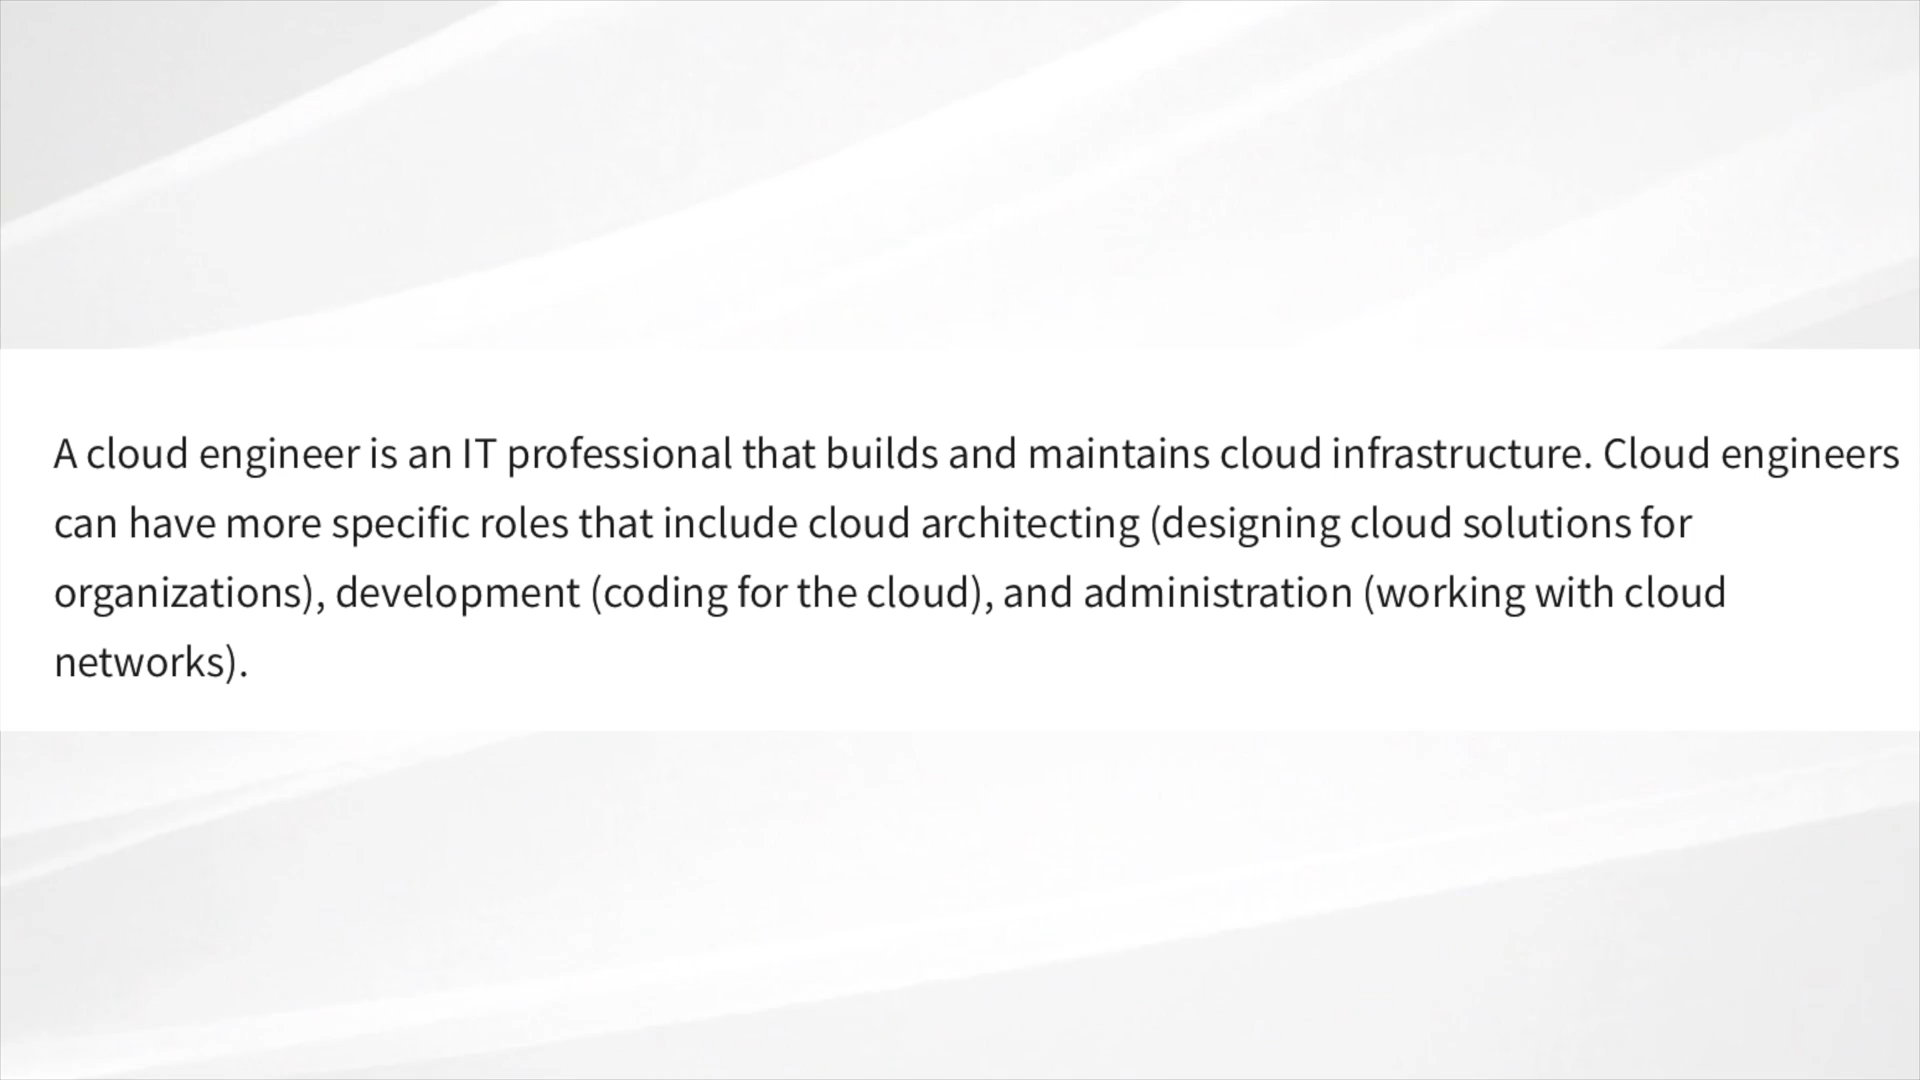 A cloud engineer is an IT professional that builds and maintains cloud infrastructure. Cloud engineers
can have more specific roles that include cloud architecting (designing cloud solutions for
organizations), development (coding for the cloud), and administration (working with cloud
networks).